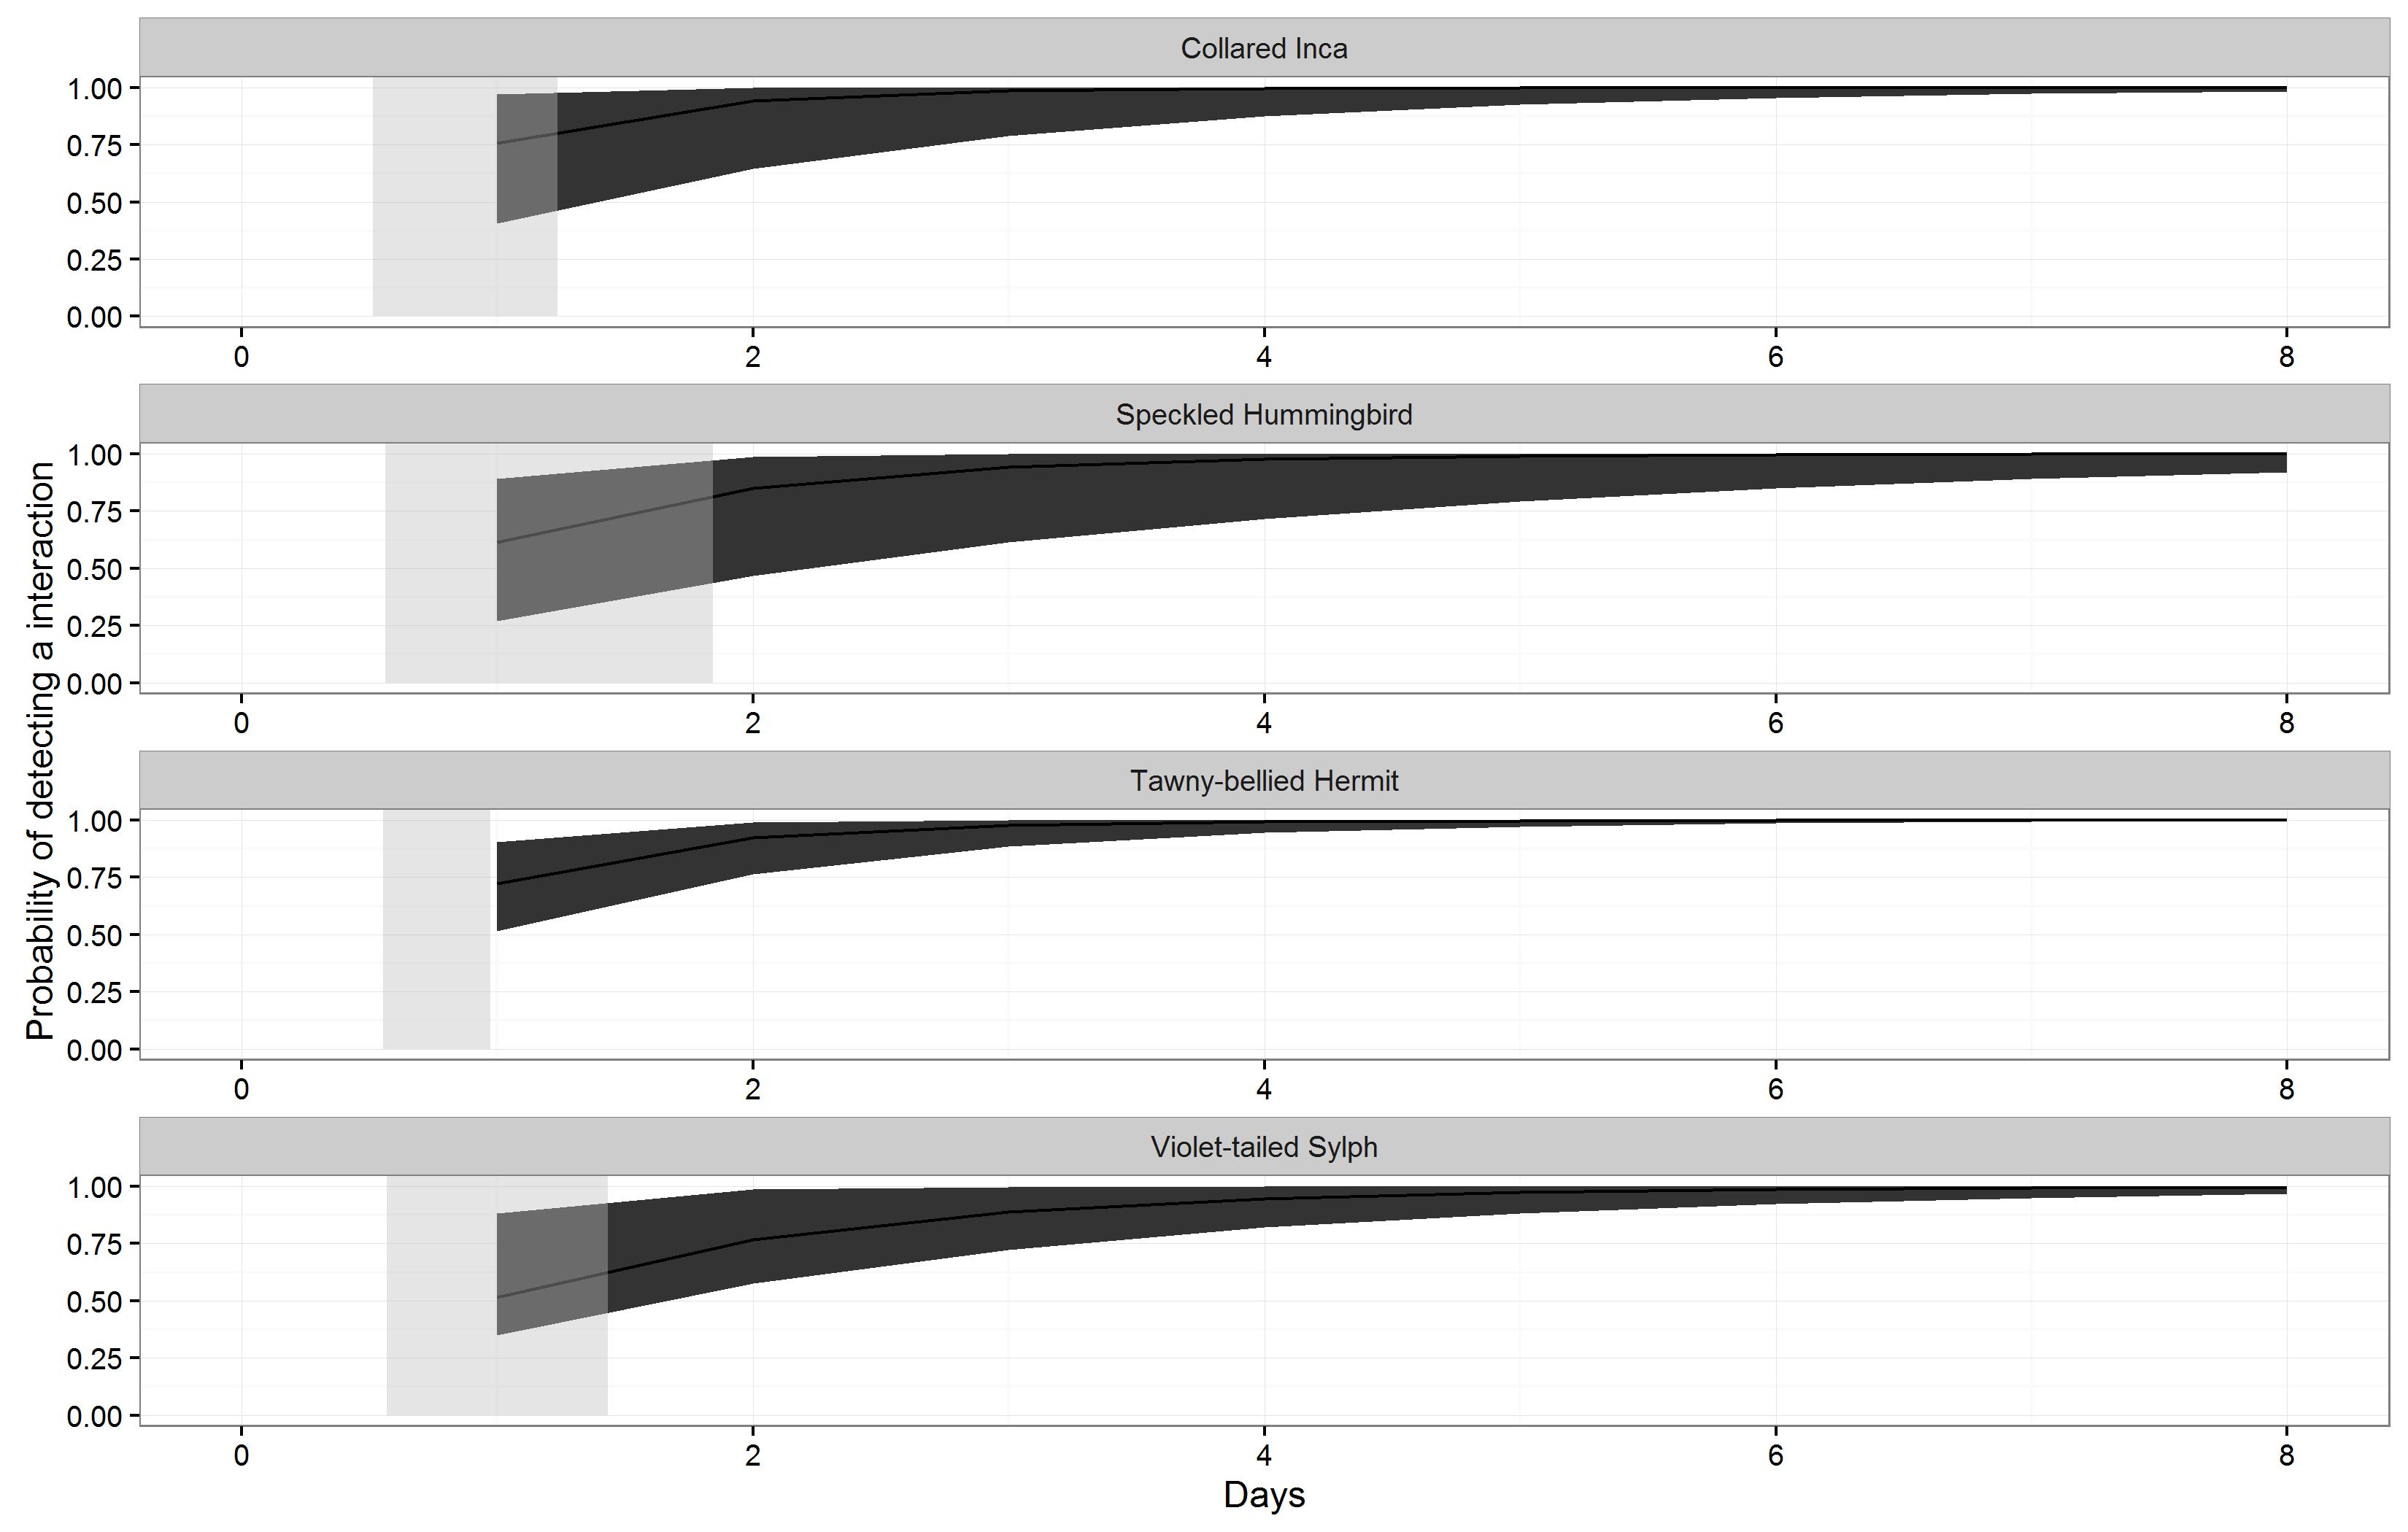 Probability of detecting a interaction
Collared Inca
1.00
0.75
0.50
0.25
0.00
0 2 4 6 8
Speckled Hummingbird
1.00
0.75
0.50
0.25
0.00
0 2 4 6 8
Tawny-bellied Hermit
1.00
0.75
0.50
0.25
0.00
0 2 4 6 8
Violet-tailed Sylph
1.00
0.75
0.50
0.25
0.00
0 2 4 6 8
Days